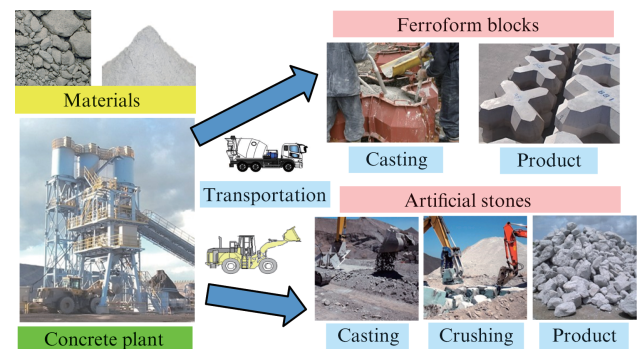 Ferroform blocks
Materials
Casting
Product
Transportation
Artificial stones
Concrete plant
Casting
Crushing
Product